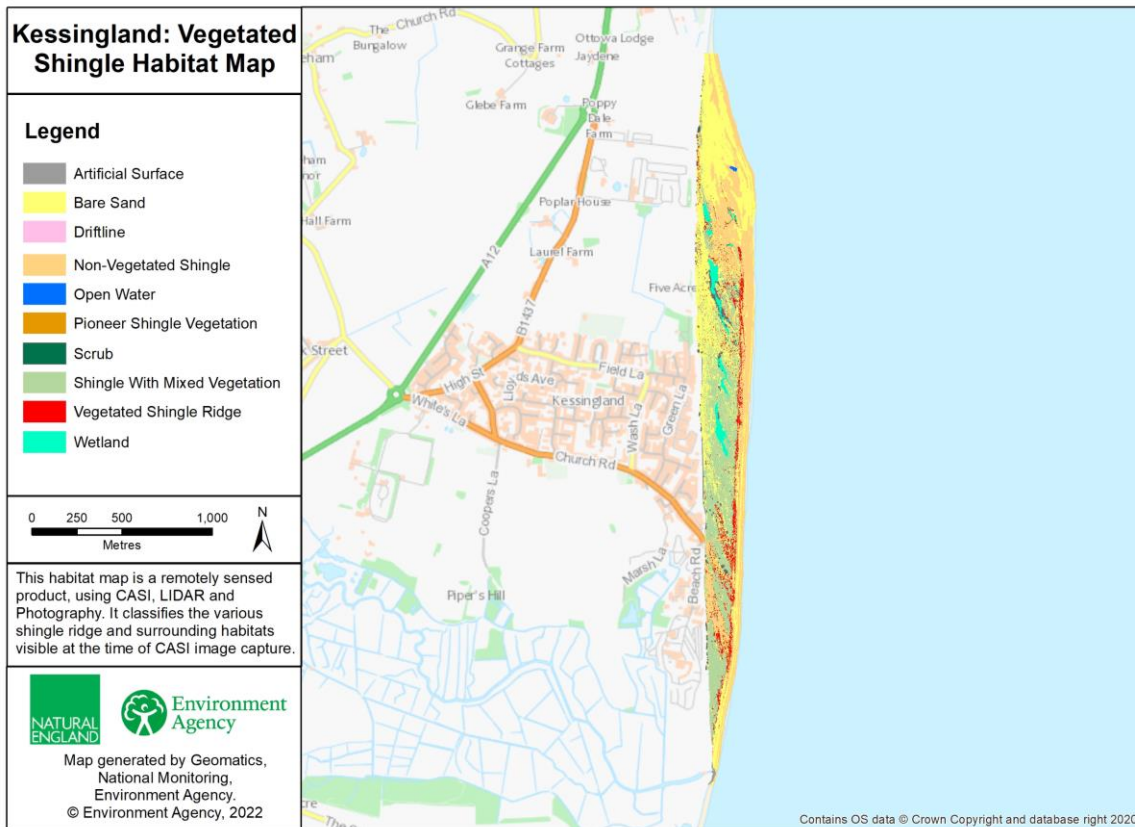 Kessingland: Vegetated
Shingle Habitat Map
Legend
Artificial Surface
Bare Sand
Driftline
Non-Vegetated Shingle
Open Water
Pioneer Shingle Vegetation
Scrub
Shingle With Mixed Vegetation
Vegetated Shingle Ridge
Wetland
0 250 500 1,000
Metres
N
This habitat map is a remotely sensed
product, using CASI, LIDAR and
Photography. It classifies the various
shingle ridge and surrounding habitats
visible at the time of CASI image capture.
NATURAL
ENGLAND
Environment
Agency
Map generated by Geomatics,
National Monitoring,
Environment Agency.
© Environment Agency, 2022
The
Bungalow
Church Rd
Grange Farm
Cottages
Ottowa Lodge
Jaydene
Glebe Farm
Poppy
Dale
Farm
Poplar House
Hall Farm
A12
Laurel Farm
Five Acre
B1437
Street
High St
Lloyds Ave
Field La
White's La
Kessingland
Wash La
Green La
Church Rd
Coopers La
Marsh La
Beach Rd
Piper's Hill
Contains OS data © Crown Copyright and database right 2020